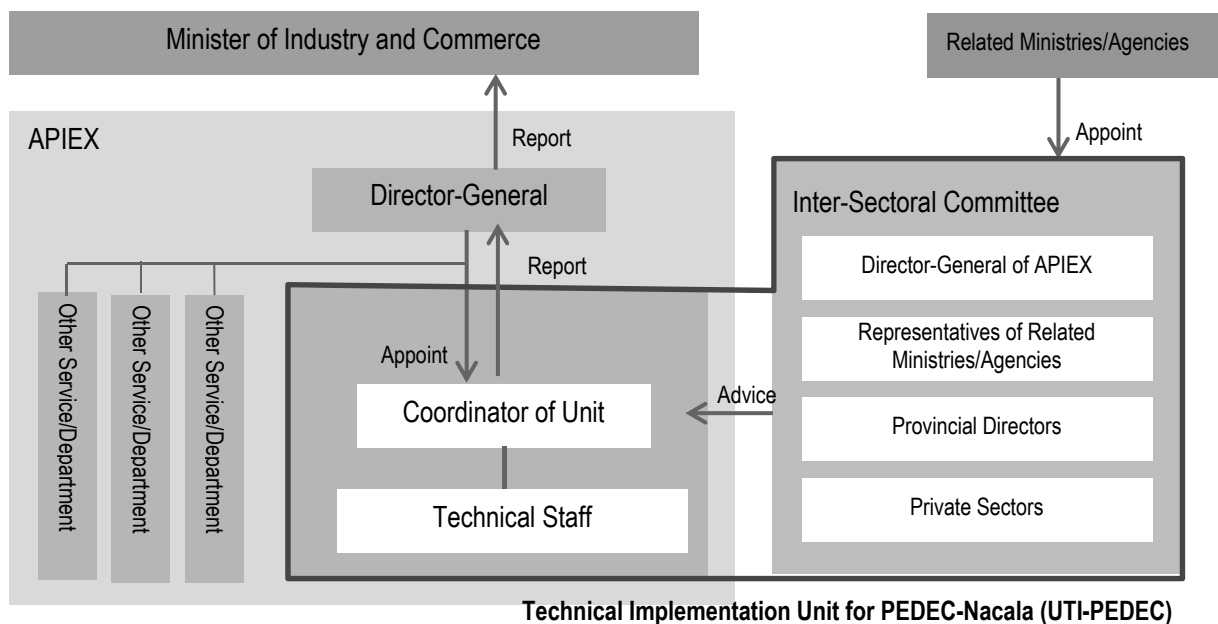 Minister of Industry and Commerce
Related Ministries/Agencies
Report
Appoint
APIEX
Director-General
Inter-Sectoral Committee
Report
Director-General of APIEX
Other Service/Department
Other Service/Department
Other Service/Department
Representatives of Related
Ministries/Agencies
Appoint
Advice
Coordinator of Unit
Provincial Directors
Technical Staff
Private Sectors
Technical Implementation Unit for PEDEC-Nacala (UTI-PEDEC)